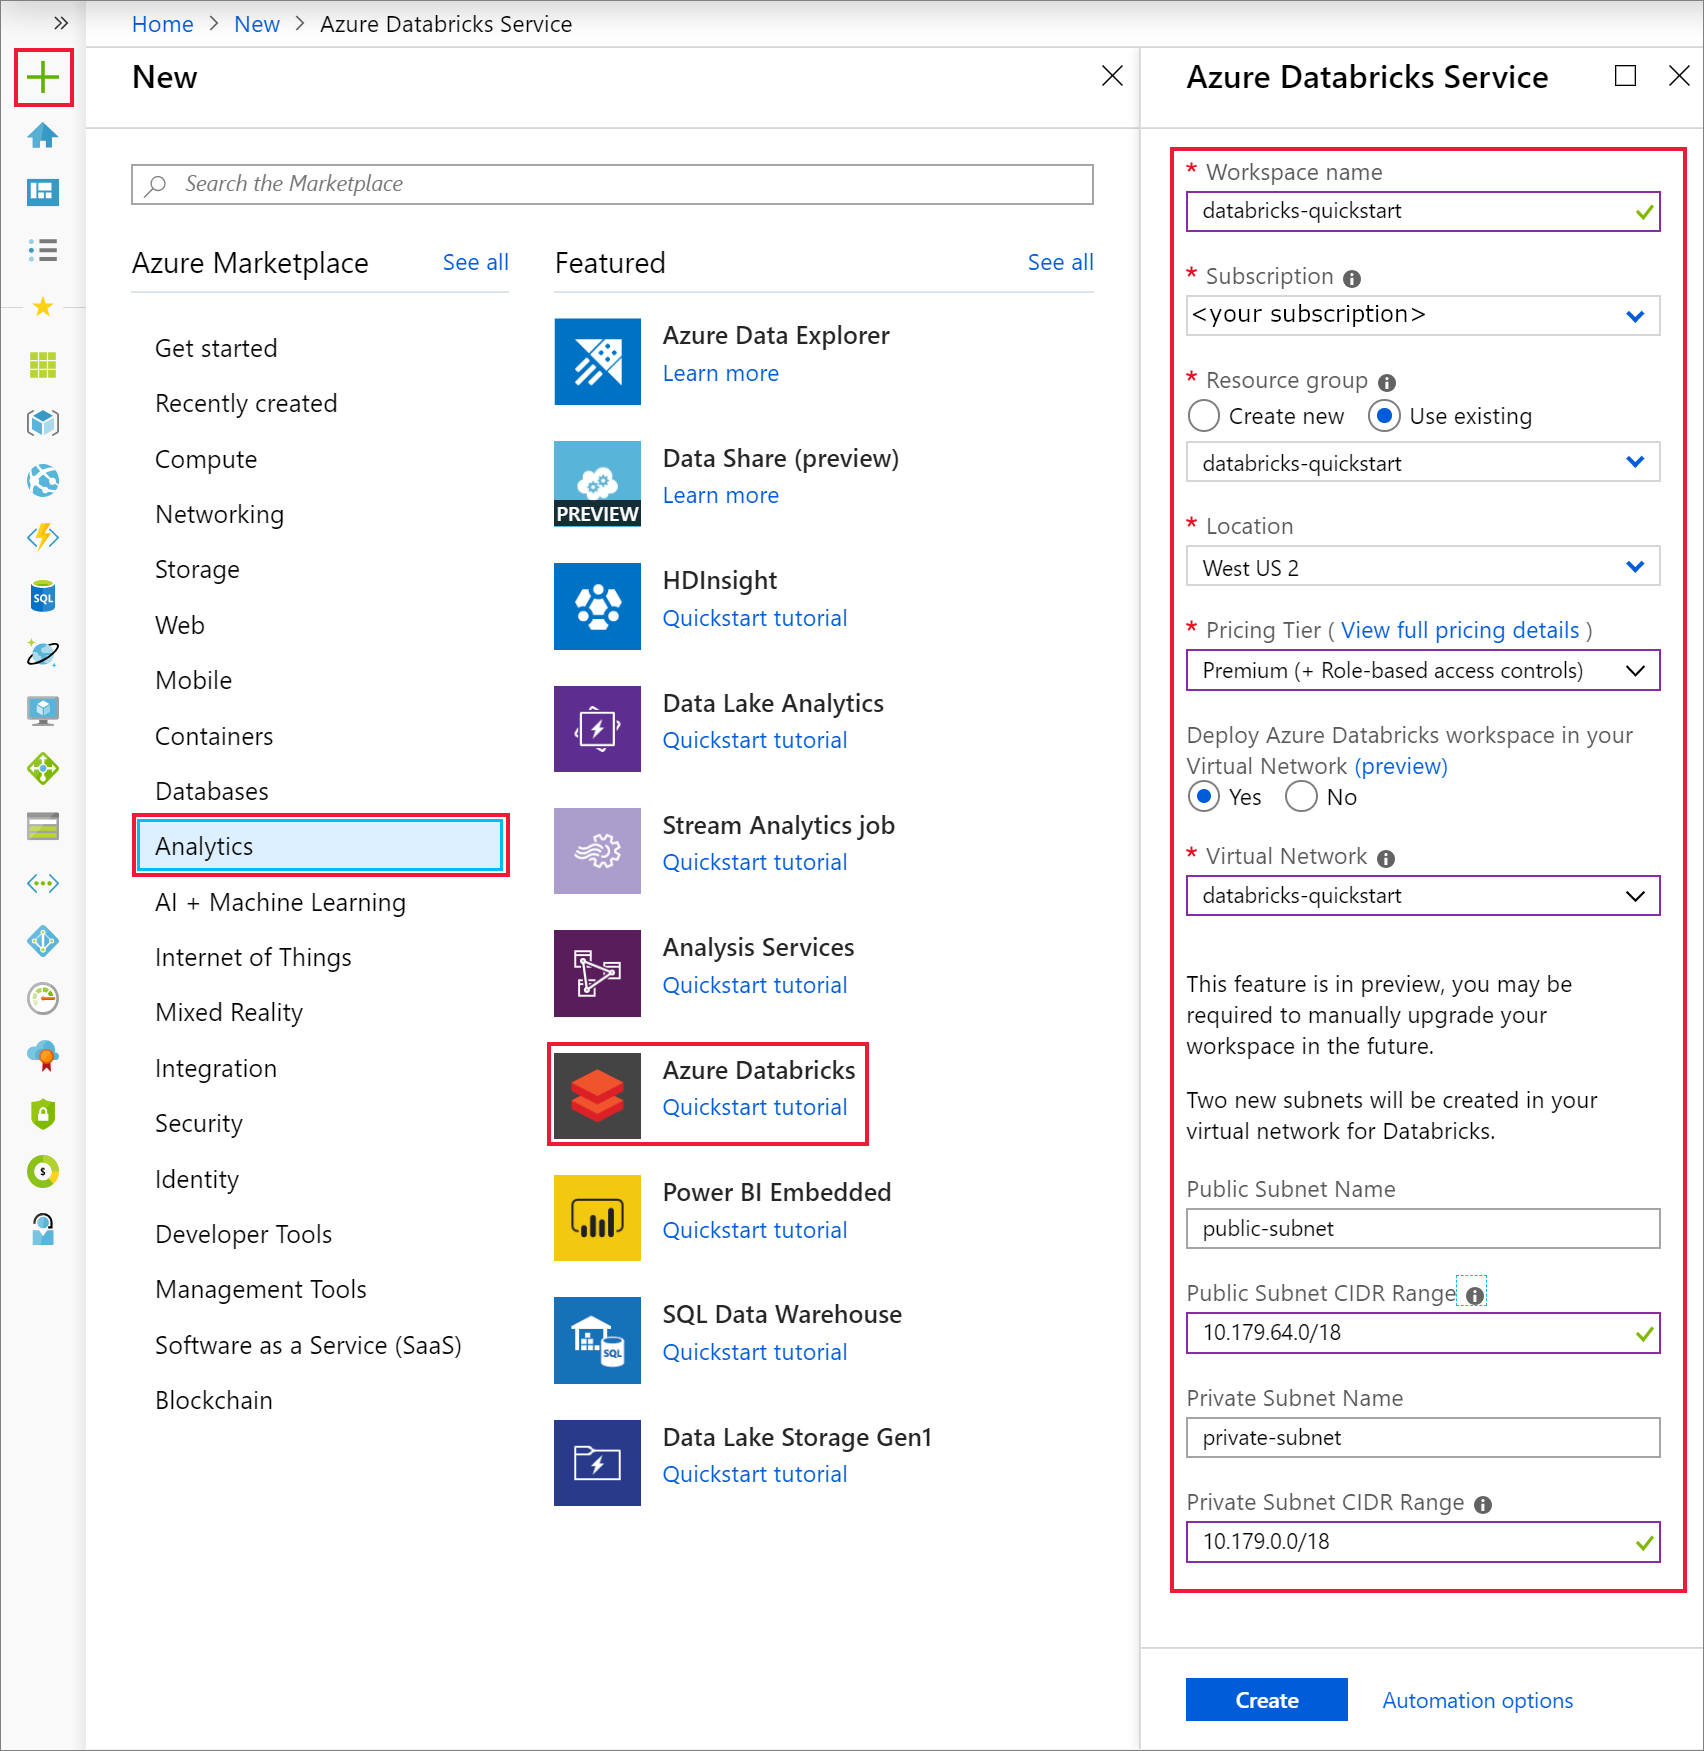 Home > New > Azure Databricks Service
New
Search the Marketplace
Azure Marketplace See all
Get started
Recently created
Compute
Networking
Storage
Web
Mobile
Containers
Databases
Analytics
AI + Machine Learning
Internet of Things
Mixed Reality
Integration
Security
Identity
Developer Tools
Management Tools
Software as a Service (SaaS)
Blockchain
Featured See all
Azure Data Explorer
Learn more
PREVIEW
Data Share (preview)
Learn more
HDInsight
Quickstart tutorial
Data Lake Analytics
Quickstart tutorial
Stream Analytics job
Quickstart tutorial
Analysis Services
Quickstart tutorial
Azure Databricks
Quickstart tutorial
Power BI Embedded
Quickstart tutorial
SQL
SQL Data Warehouse
Quickstart tutorial
Data Lake Storage Gen1
Quickstart tutorial
SQL
$
Azure Databricks Service
* Workspace name
databricks-quickstart
* Subscription
<your subscription>
* Resource group
Create new Use existing
databricks-quickstart
* Location
West US 2
* Pricing Tier ( View full pricing details )
Premium (+ Role-based access controls)
Deploy Azure Databricks workspace in your
Virtual Network (preview)
Yes No
* Virtual Network
databricks-quickstart
This feature is in preview, you may be
required to manually upgrade your
workspace in the future.
Two new subnets will be created in your
virtual network for Databricks.
Public Subnet Name
public-subnet
Public Subnet CIDR Range
10.179.64.0/18
Private Subnet Name
private-subnet
Private Subnet CIDR Range
10.179.0.0/18
Create Automation options